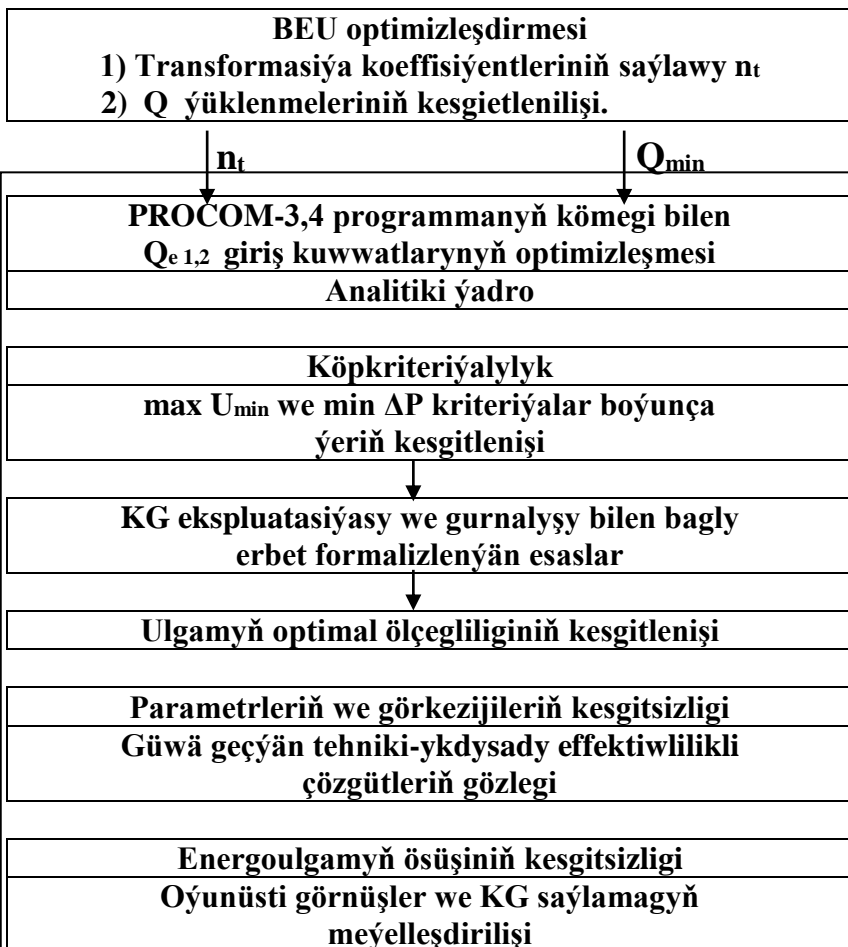 BEU optimizleşdirmesi
1) Transformasiýa koeffisiýentleriniň saýlawy nt
2) Q ýüklenmeleriniň kesgietlenilişi.
nt Qmin
PROCOM-3,4 programmanyň kömegi bilen
Qe 1,2 giriş kuwwatlarynyň optimizleşmesi
Analitiki ýadro
Köpkriteriýalylyk
max Umin we min ΔP kriteriýalar boýunça
ýeriň kesgitlenişi
KG ekspluatasiýasy we gurnalyşy bilen bagly
erbet formalizlenýän esaslar
Ulgamyň optimal ölçegliliginiň kesgitlenişi
Parametrleriň we görkezijileriň kesgitsizligi
Güwä geçýän tehniki-ykdysady effektiwlilikli
çözgütleriň gözlegi
Energoulgamyň ösüşiniň kesgitsizligi
Oýunüsti görnüşler we KG saýlamagyň
meýelleşdirilişi